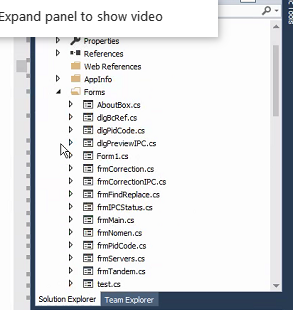 Expand panel to show video
Properties
References
Web References
AppInfo
Forms
AboutBox.cs
dlgBcRef.cs
dlgPidCode.cs
dlgPreviewIPC.cs
Form1.cs
frmCorrection.cs
frmCorrectionIPC.cs
frmFindReplace.cs
frmIPCStatus.cs
frmMain.cs
frmNomen.cs
frmPidCode.cs
frmServers.cs
frmTandem.cs
test.cs
Solution Explorer
Team Explorer